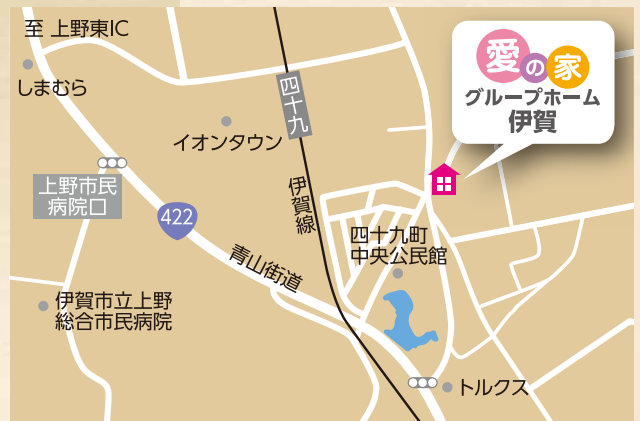 至 上野東IC
しまむら
イオンタウン
四十九
伊賀線
愛の家
グループホーム
伊賀
上野市民
病院口
422
青山街道
四十九町
中央公民館
伊賀市立上野
総合市民病院
トルクス